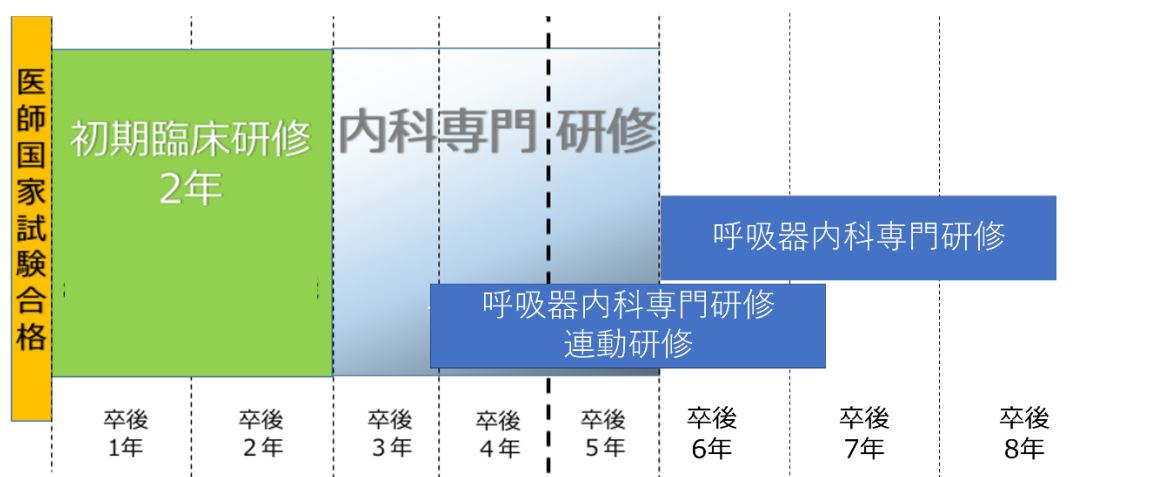 医師国家試験合格
初期臨床研修
2年
内科専門 研修
呼吸器内科専門研修
呼吸器内科専門研修
連動研修
卒後
1年
卒後
2年
卒後
3年
卒後
4年
卒後
5年
卒後
6年
卒後
7年
卒後
8年